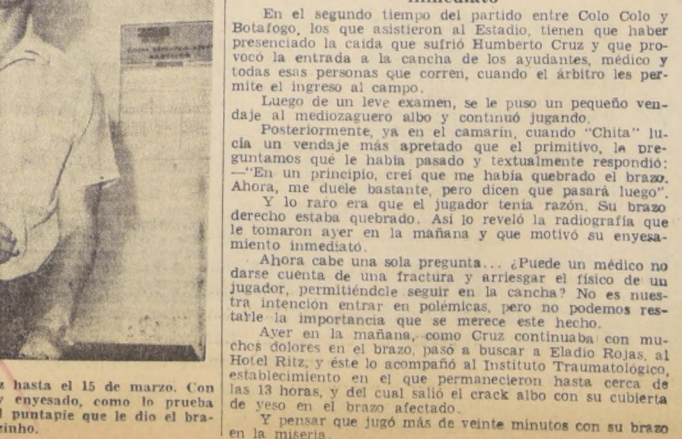 inmediato
En el segundo tiempo del partido entre Colo Colo y
Botafogo, los que asistieron al Estadio, tienen que haber
presenciado la caída que sufrió Humberto Cruz y que pro-
vocó la entrada a la cancha de los ayudantes, médico y
todas esas personas que corren, cuando el árbitro les per-
mite el ingreso al campo.
Luego de un leve examen, se le puso un pequeño ven-
daje al mediozaguero albo y continuó jugando.
Posteriormente, ya en el camarín, cuando "Chita" lu-
cía un vendaje más apretado que el primitivo, le pre-
guntamos qué le había pasado y textualmente respondió:
—"En un principio, creí que me había quebrado el brazo.
Ahora, me duele bastante, pero dicen que pasará luego".
Y lo raro era que el jugador tenía razón. Su brazo
derecho estaba quebrado. Así lo reveló la radiografía que
le tomaron ayer en la mañana y que motivó su enyesa-
miento inmediato.
Ahora cabe una sola pregunta... ¿Puede un médico no
darse cuenta de una fractura y arriesgar el físico de un
jugador, permitiéndole seguir en la cancha? No es nues-
tra intención entrar en polémicas, pero no podemos res-
tarle la importancia que se merece este hecho.
Ayer en la mañana, como Cruz continuaba con mu-
chos dolores en el brazo, pasó a buscar a Eladio Rojas, al
Hotel Ritz, y éste lo acompañó al Instituto Traumatológico,
establecimiento en el que permanecieron hasta cerca de
las 13 horas, y del cual salió el crack albo con su cubierta
de yeso en el brazo afectado.
Y pensar que jugó más de veinte minutos con su brazo
en la miseria.
z hasta el 15 de marzo. Con
y enyesado, como lo prueba
l puntapié que le dio el bra-
zinho.